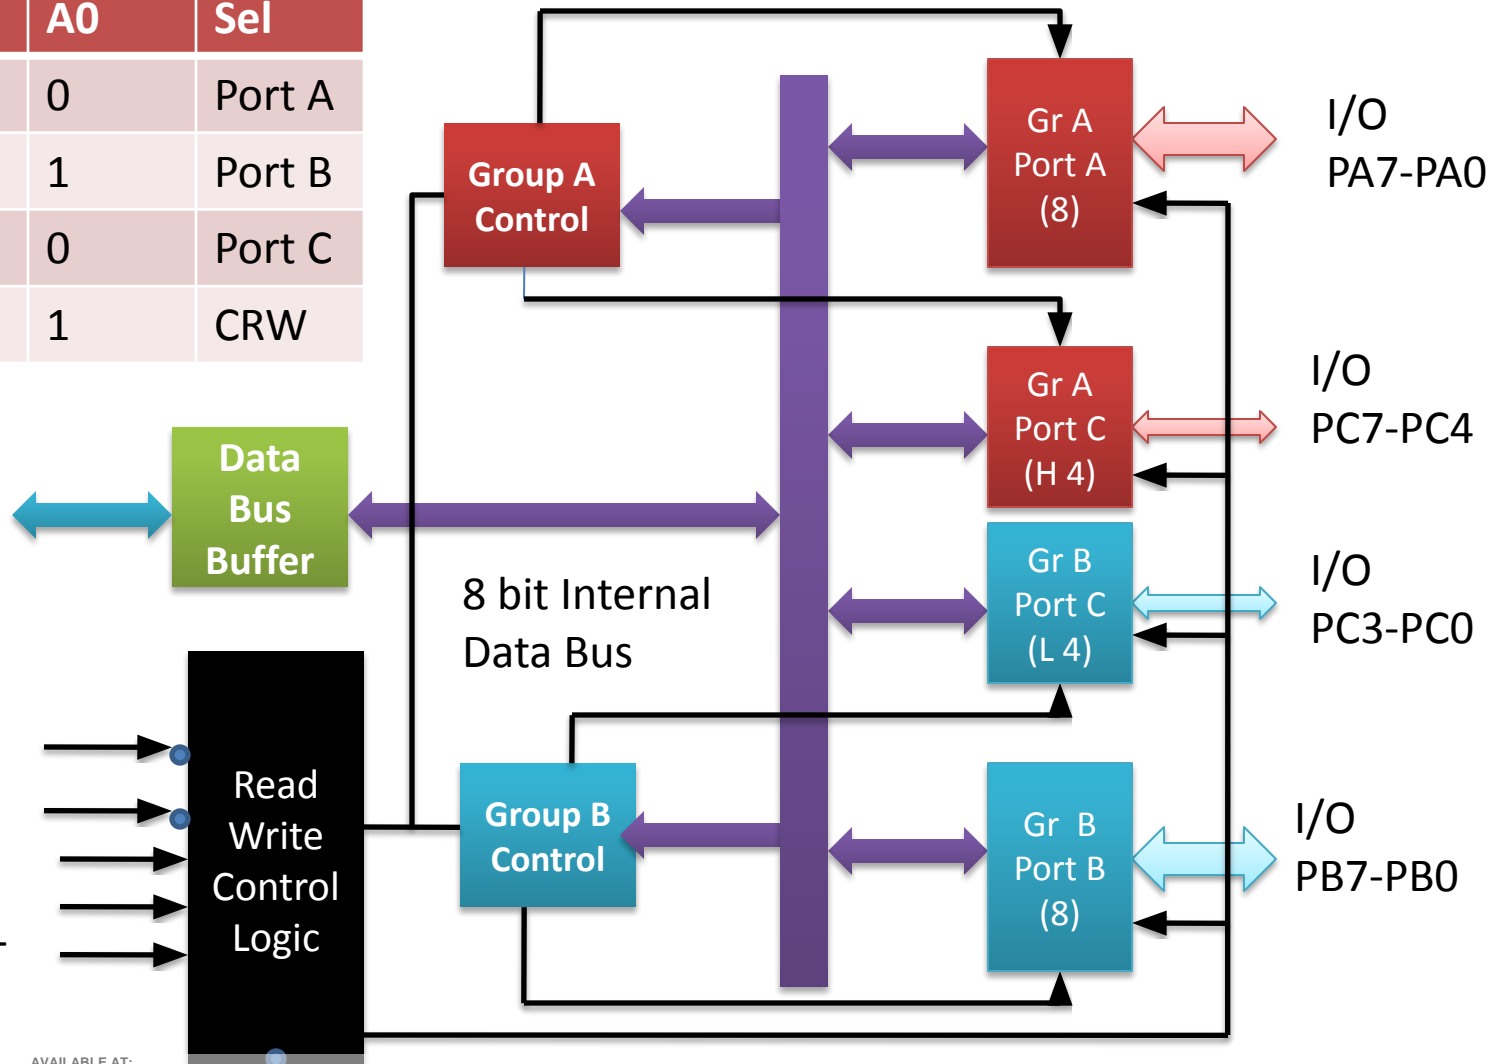 A0 Sel
0 Port A
1 Port B
0 Port C
1 CRW
Group A
Control
Gr A
Port A
(8)
I/O
PA7-PA0
Gr A
Port C
(H 4)
I/O
PC7-PC4
Data
Bus
Buffer
8 bit Internal
Data Bus
Gr B
Port C
(L 4)
I/O
PC3-PC0
Read
Write
Control
Logic
Group B
Control
Gr B
Port B
(8)
I/O
PB7-PB0
AVAILABLE AT: